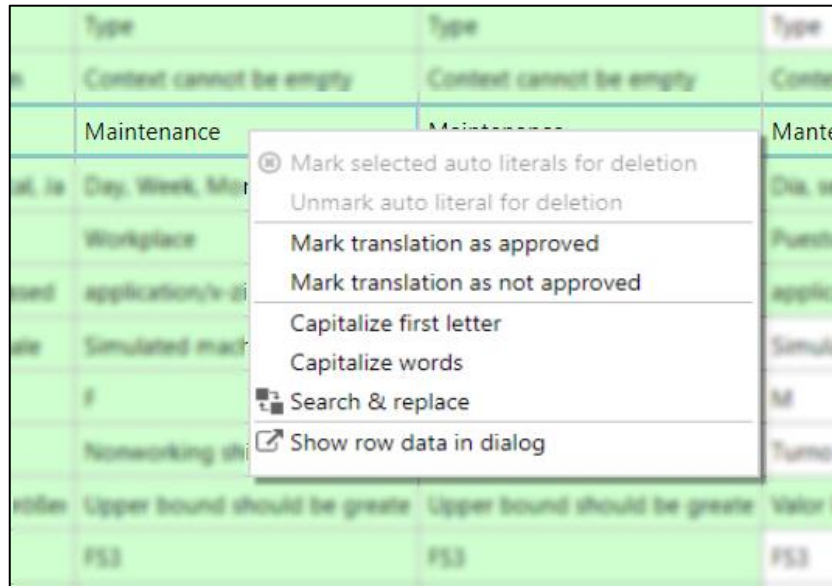 Type Type Type
Context cannot be empty Context cannot be empty
Maintenance Maintenance Mante
Mark selected auto literals for deletion
Day, Week, Mo
Unmark auto literal for deletion
Workplace
Mark translation as approved
Mark translation as not approved
Capitalize first letter
Capitalize words
F
Search & replace M
Show row data in dialog
Upper bound should be greate Upper bound should be greate Valor
FS3 FS3 FS3